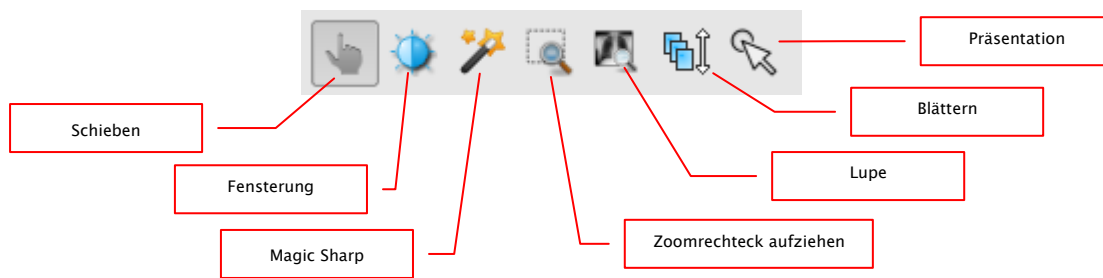 Präsentation
Blättern
Schieben
Lupe
Fensterung
Zoomrechteck aufziehen
Magic Sharp